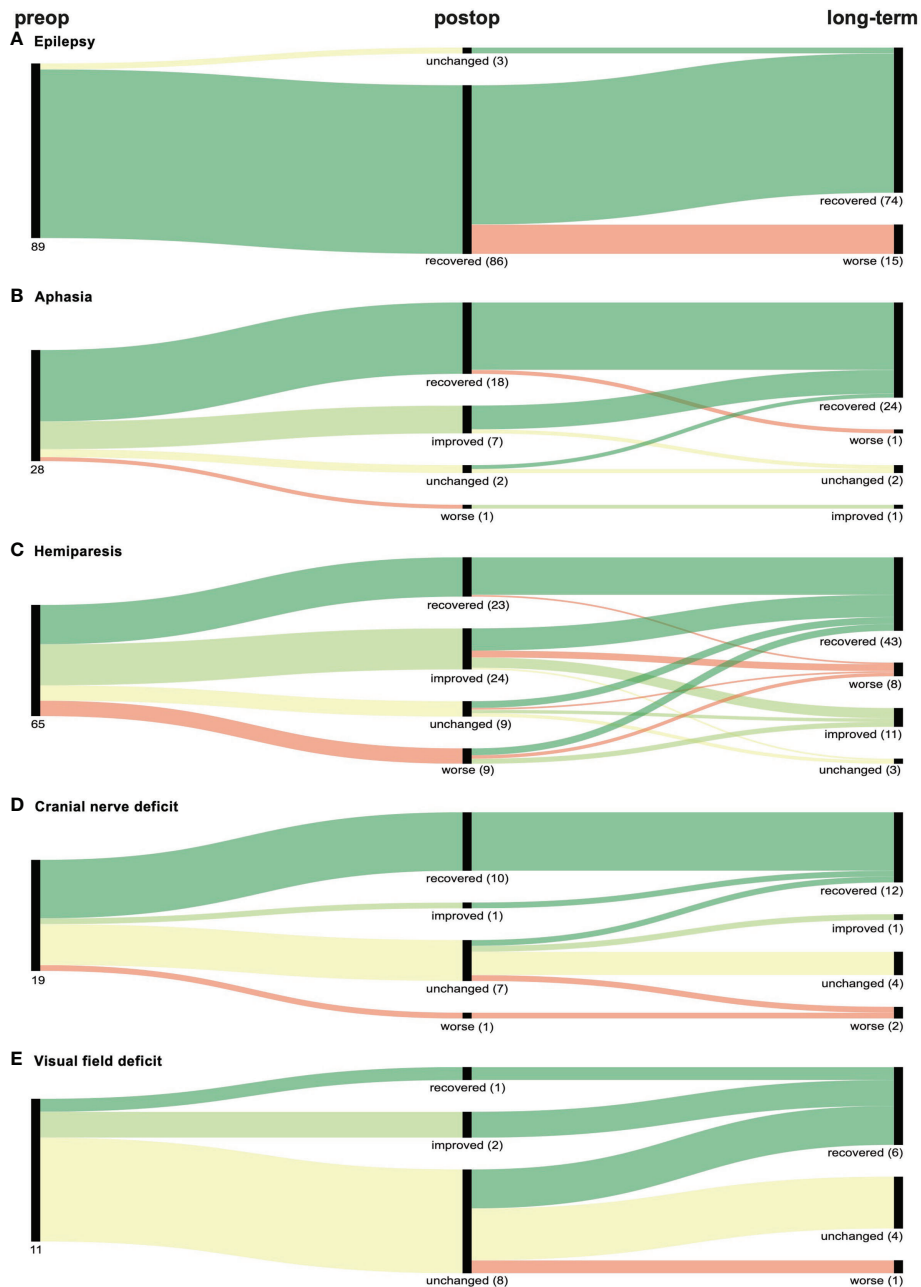 preop postop long-term
A Epilepsy
unchanged (3)
recovered (74)
89
recovered (86)
worse (15)
B Aphasia
recovered (18)
recovered (24)
worse (1)
improved (7)
28
unchanged (2)
unchanged (2)
worse (1)
improved (1)
C Hemiparesis
recovered (23)
recovered (43)
improved (24)
worse (8)
65
unchanged (9)
improved (11)
worse (9)
unchanged (3)
D Cranial nerve deficit
recovered (10)
recovered (12)
improved (1)
improved (1)
19
unchanged (7)
unchanged (4)
worse (1)
worse (2)
E Visual field deficit
recovered (1)
improved (2)
recovered (6)
unchanged (4)
11
unchanged (8)
worse (1)